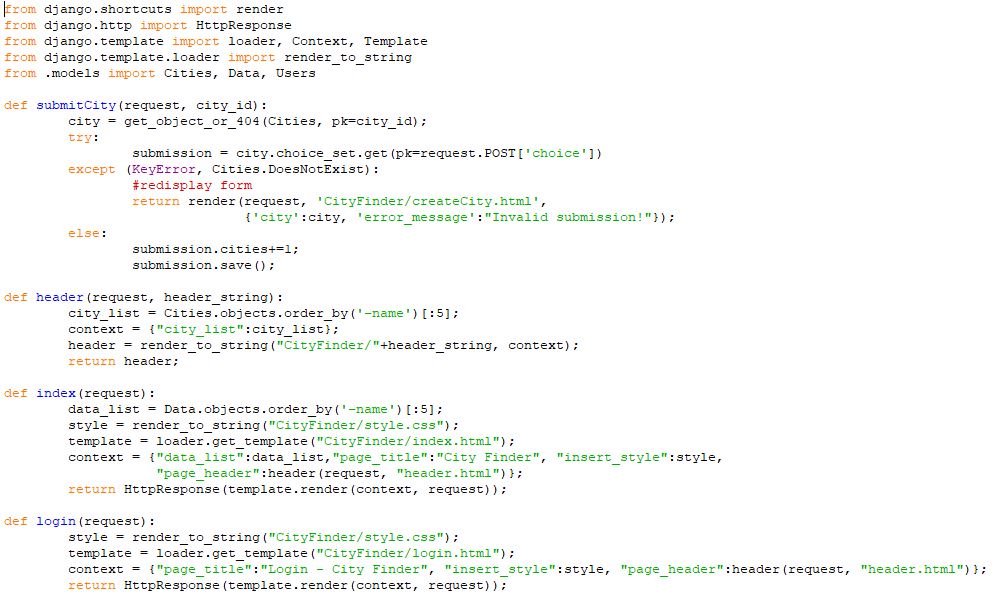 from django.shortcuts import render
from django.http import HttpResponse
from django.template import loader, Context, Template
from django.template.loader import render_to_string
from .models import Cities, Data, Users

def submitCity(request, city_id):
        city = get_object_or_404(Cities, pk=city_id);
        try:
                submission = city.choice_set.get(pk=request.POST['choice'])
        except (KeyError, Cities.DoesNotExist):
                #redisplay form
                return render(request, 'CityFinder/createCity.html',
                              {'city':city, 'error_message':"Invalid submission!"});
        else:
                submission.cities+=1;
                submission.save();

def header(request, header_string):
        city_list = Cities.objects.order_by('-name')[:5];
        context = {"city_list":city_list};
        header = render_to_string("CityFinder/"+header_string, context);
        return header;

def index(request):
        data_list = Data.objects.order_by('-name')[:5];
        style = render_to_string("CityFinder/style.css");
        template = loader.get_template("CityFinder/index.html");
        context = {"data_list":data_list,"page_title":"City Finder", "insert_style":style,
                   "page_header":header(request, "header.html")};
        return HttpResponse(template.render(context, request));

def login(request):
        style = render_to_string("CityFinder/style.css");
        template = loader.get_template("CityFinder/login.html");
        context = {"page_title":"Login - City Finder", "insert_style":style, "page_header":header(request, "header.html")};
        return HttpResponse(template.render(context, request));